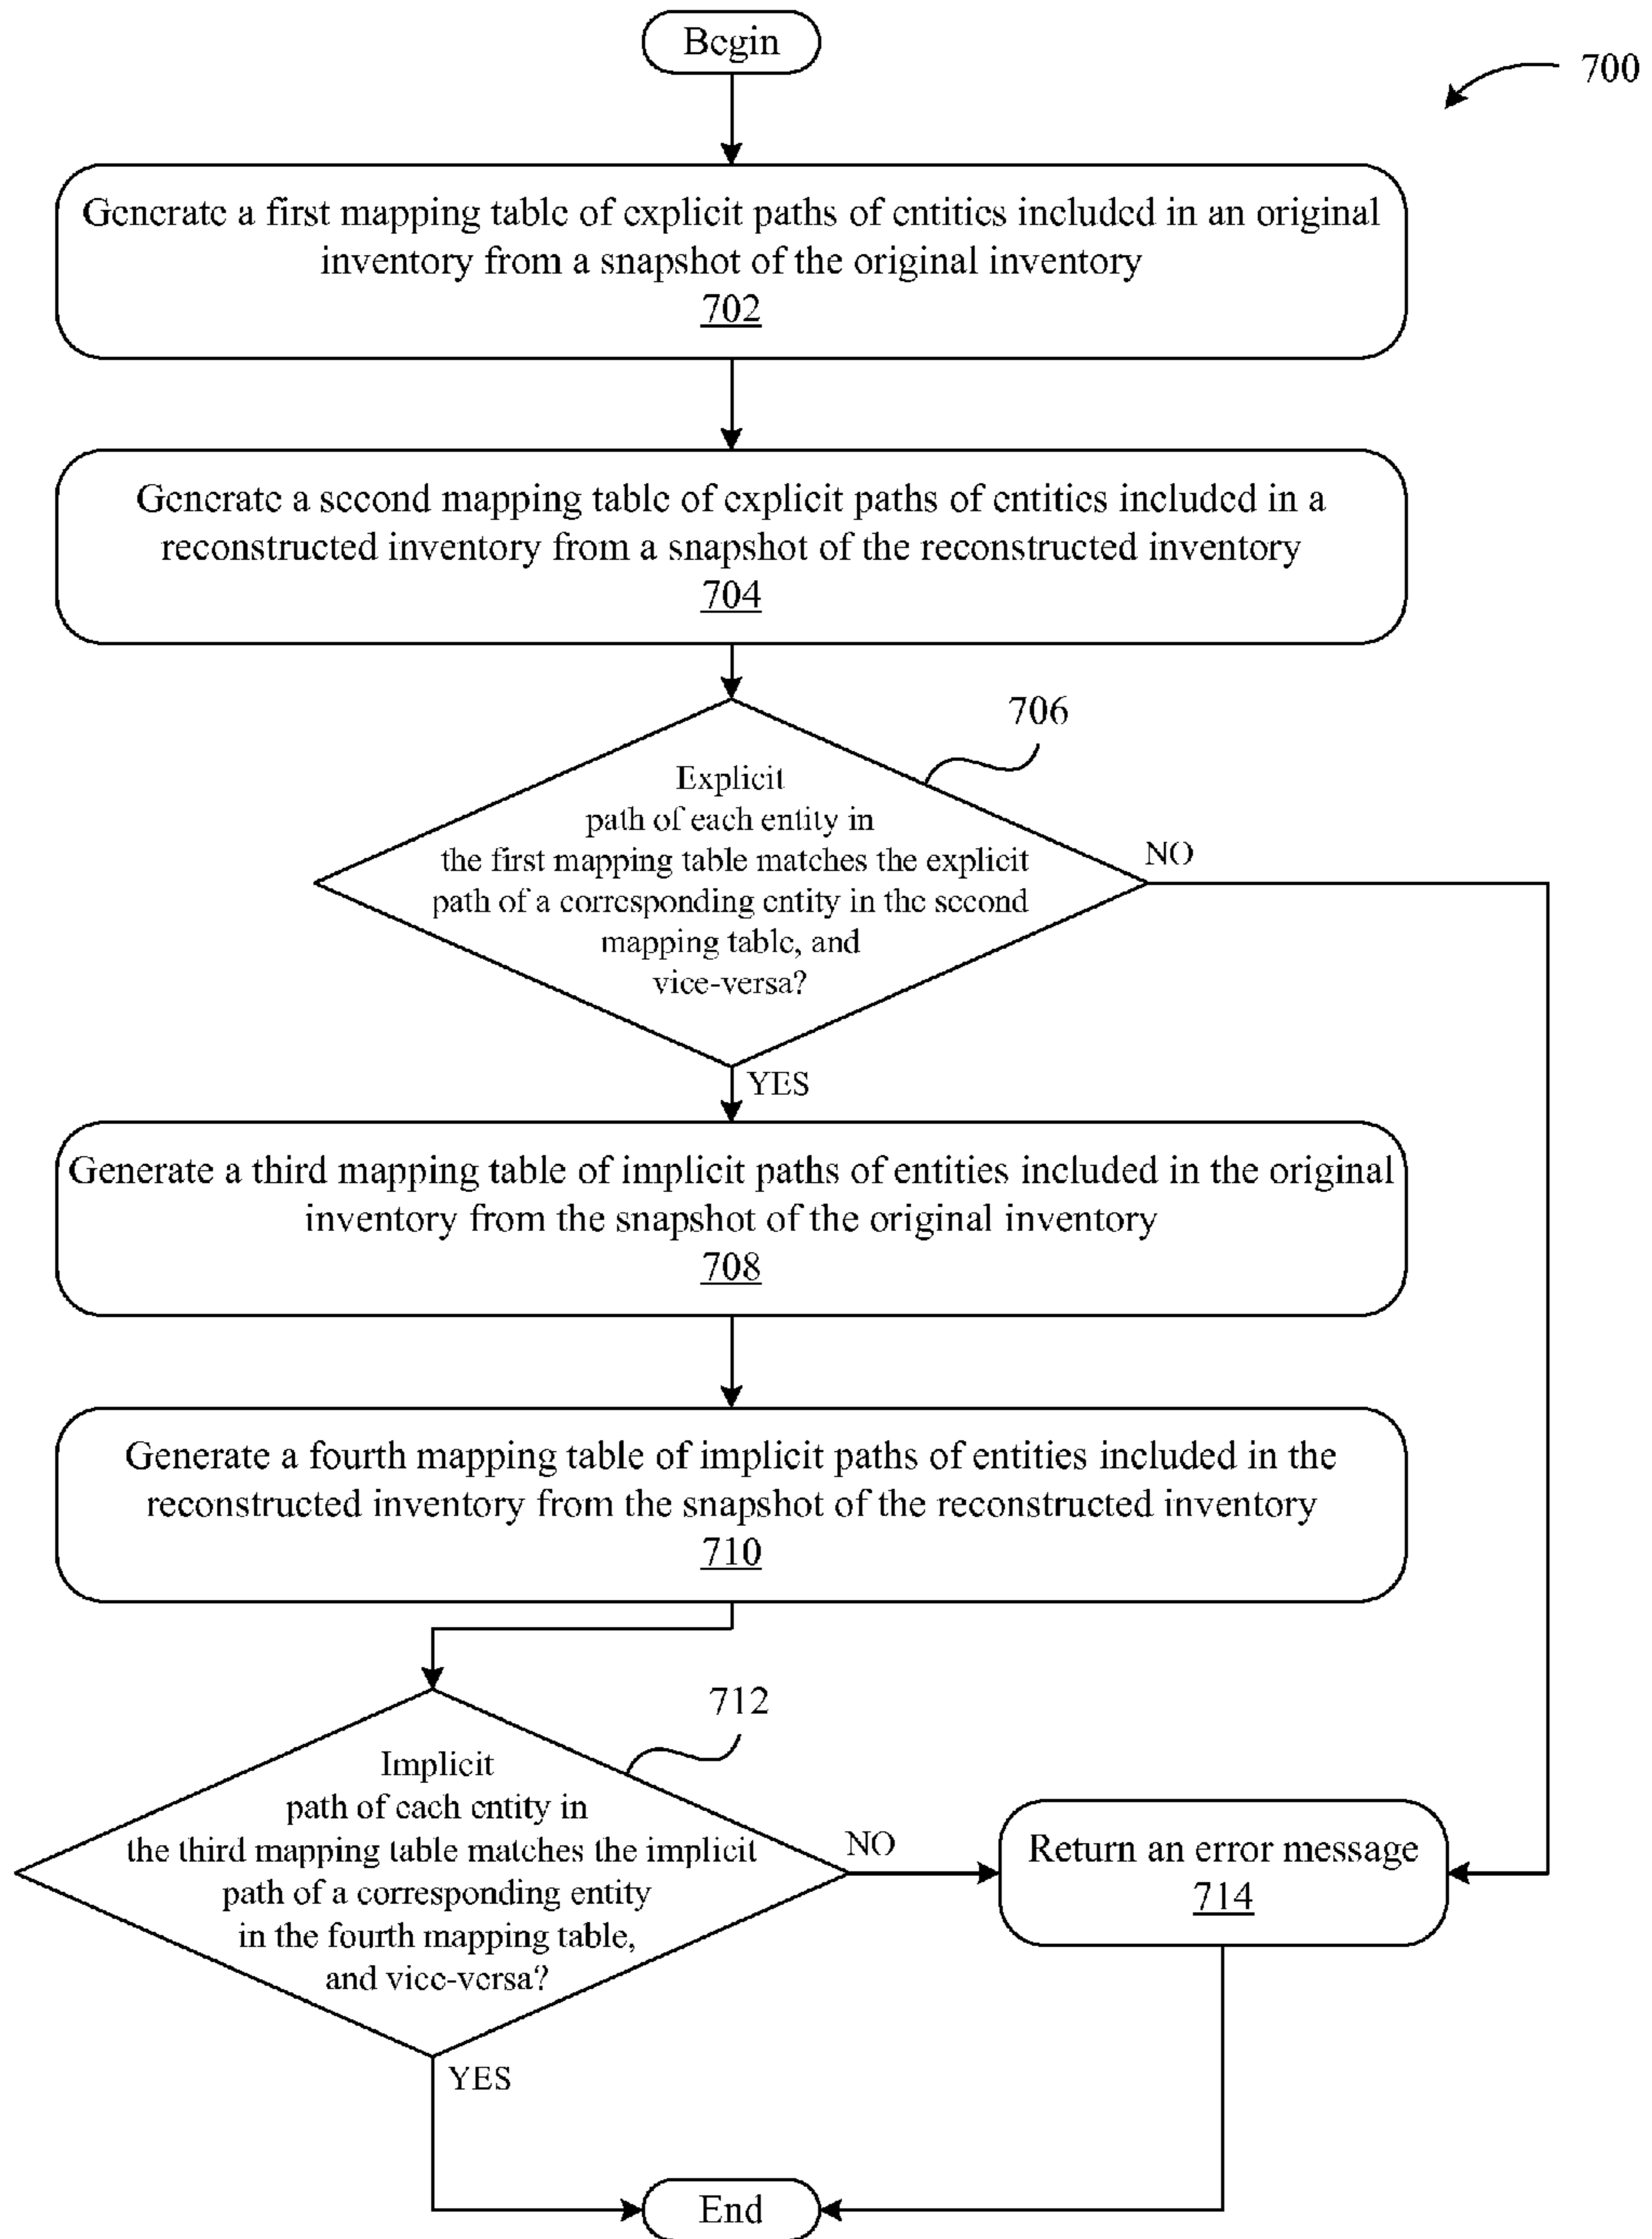 Begin
700
Generate a first mapping table of explicit paths of entities included in an original
inventory from a snapshot of the original inventory
702
Generate a second mapping table of explicit paths of entities included in a
reconstructed inventory from a snapshot of the reconstructed inventory
704
706
Explicit
path of each entity in
the first mapping table matches the explicit
path of a corresponding entity in the second
mapping table, and
vice-versa?
NO
YES
Generate a third mapping table of implicit paths of entities included in the original
inventory from the snapshot of the original inventory
708
Generate a fourth mapping table of implicit paths of entities included in the
reconstructed inventory from the snapshot of the reconstructed inventory
710
712
Implicit
path of each entity in
the third mapping table matches the implicit
path of a corresponding entity
in the fourth mapping table,
and vice-versa?
NO
Return an error message
714
YES
End